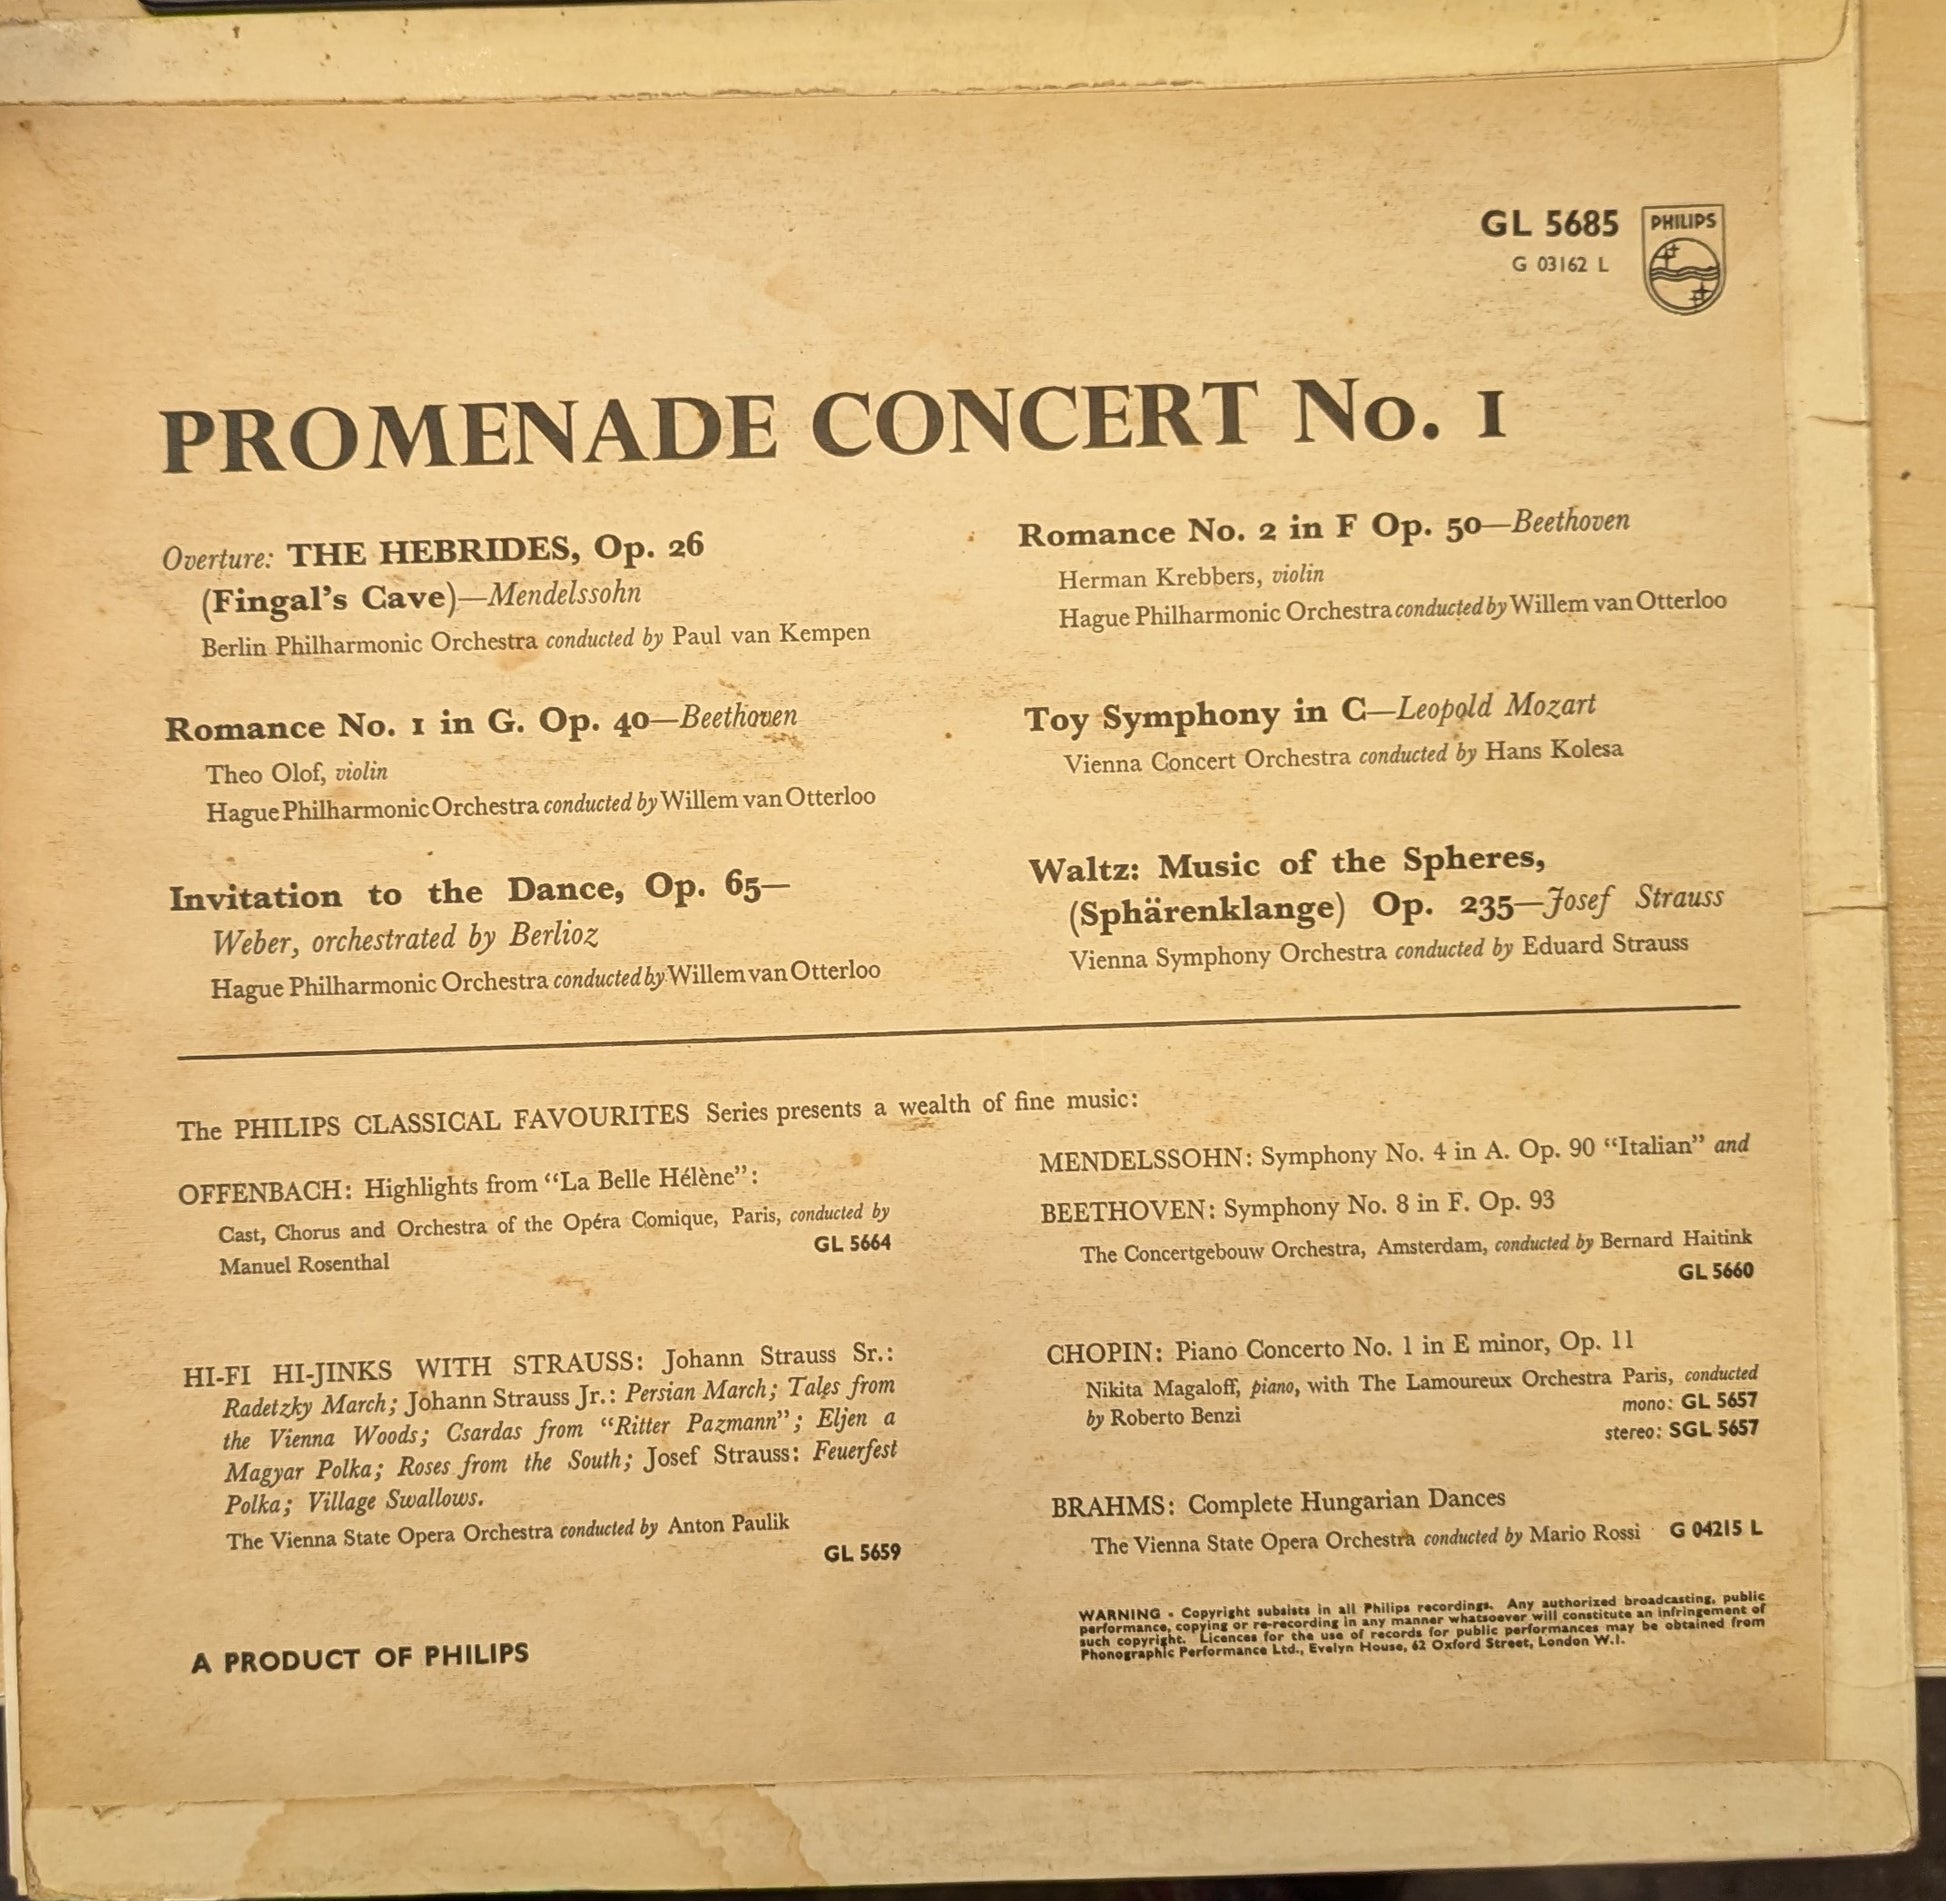 GL 5685
G 03162 L
PHILIPS
PROMENADE CONCERT No. 1
Overture: THE HEBRIDES, Op. 26
(Fingal's Cave)—Mendelssohn
Berlin Philharmonic Orchestra conducted by Paul van Kempen
Romance No. 1 in G. Op. 40—Beethoven
Theo Olof, violin
Hague Philharmonic Orchestra conducted by Willem van Otterloo
Invitation to the Dance, Op. 65—
Weber, orchestrated by Berlioz
Hague Philharmonic Orchestra conducted by Willem van Otterloo
Romance No. 2 in F Op. 50—Beethoven
Herman Krebbers, violin
Hague Philharmonic Orchestra conducted by Willem van Otterloo
Toy Symphony in C—Leopold Mozart
Vienna Concert Orchestra conducted by Hans Kolesa
Waltz: Music of the Spheres,
(Sphärenklange) Op. 235—Josef Strauss
Vienna Symphony Orchestra conducted by Eduard Strauss
The PHILIPS CLASSICAL FAVOURITES Series presents a wealth of fine music:
OFFENBACH: Highlights from “La Belle Hélène”:
Cast, Chorus and Orchestra of the Opéra Comique, Paris, conducted by
Manuel Rosenthal GL 5664
HI-FI HI-JINKS WITH STRAUSS: Johann Strauss Sr.:
Radetzky March; Johann Strauss Jr.: Persian March; Tales from
the Vienna Woods; Csardas from “Ritter Pazmann”; Eljen a
Magyar Polka; Roses from the South; Josef Strauss: Feuerfest
Polka; Village Swallows.
The Vienna State Opera Orchestra conducted by Anton Paulik
GL 5659
MENDELSSOHN: Symphony No. 4 in A. Op. 90 “Italian” and
BEETHOVEN: Symphony No. 8 in F. Op. 93
The Concertgebouw Orchestra, Amsterdam, conducted by Bernard Haitink
GL 5660
CHOPIN: Piano Concerto No. 1 in E minor, Op. 11
Nikita Magaloff, piano, with The Lamoureux Orchestra Paris, conducted
by Roberto Benzi mono: GL 5657
stereo: SGL 5657
BRAHMS: Complete Hungarian Dances
The Vienna State Opera Orchestra conducted by Mario Rossi G 04215 L
A PRODUCT OF PHILIPS
WARNING - Copyright subsists in all Philips recordings. Any authorized broadcasting, public
performance, copying or re-recording in any manner whatsoever will constitute an infringement of
such copyright. Licences for the use of records for public performances may be obtained from
Phonographic Performance Ltd., Evelyn House, 62 Oxford Street, London W.1.